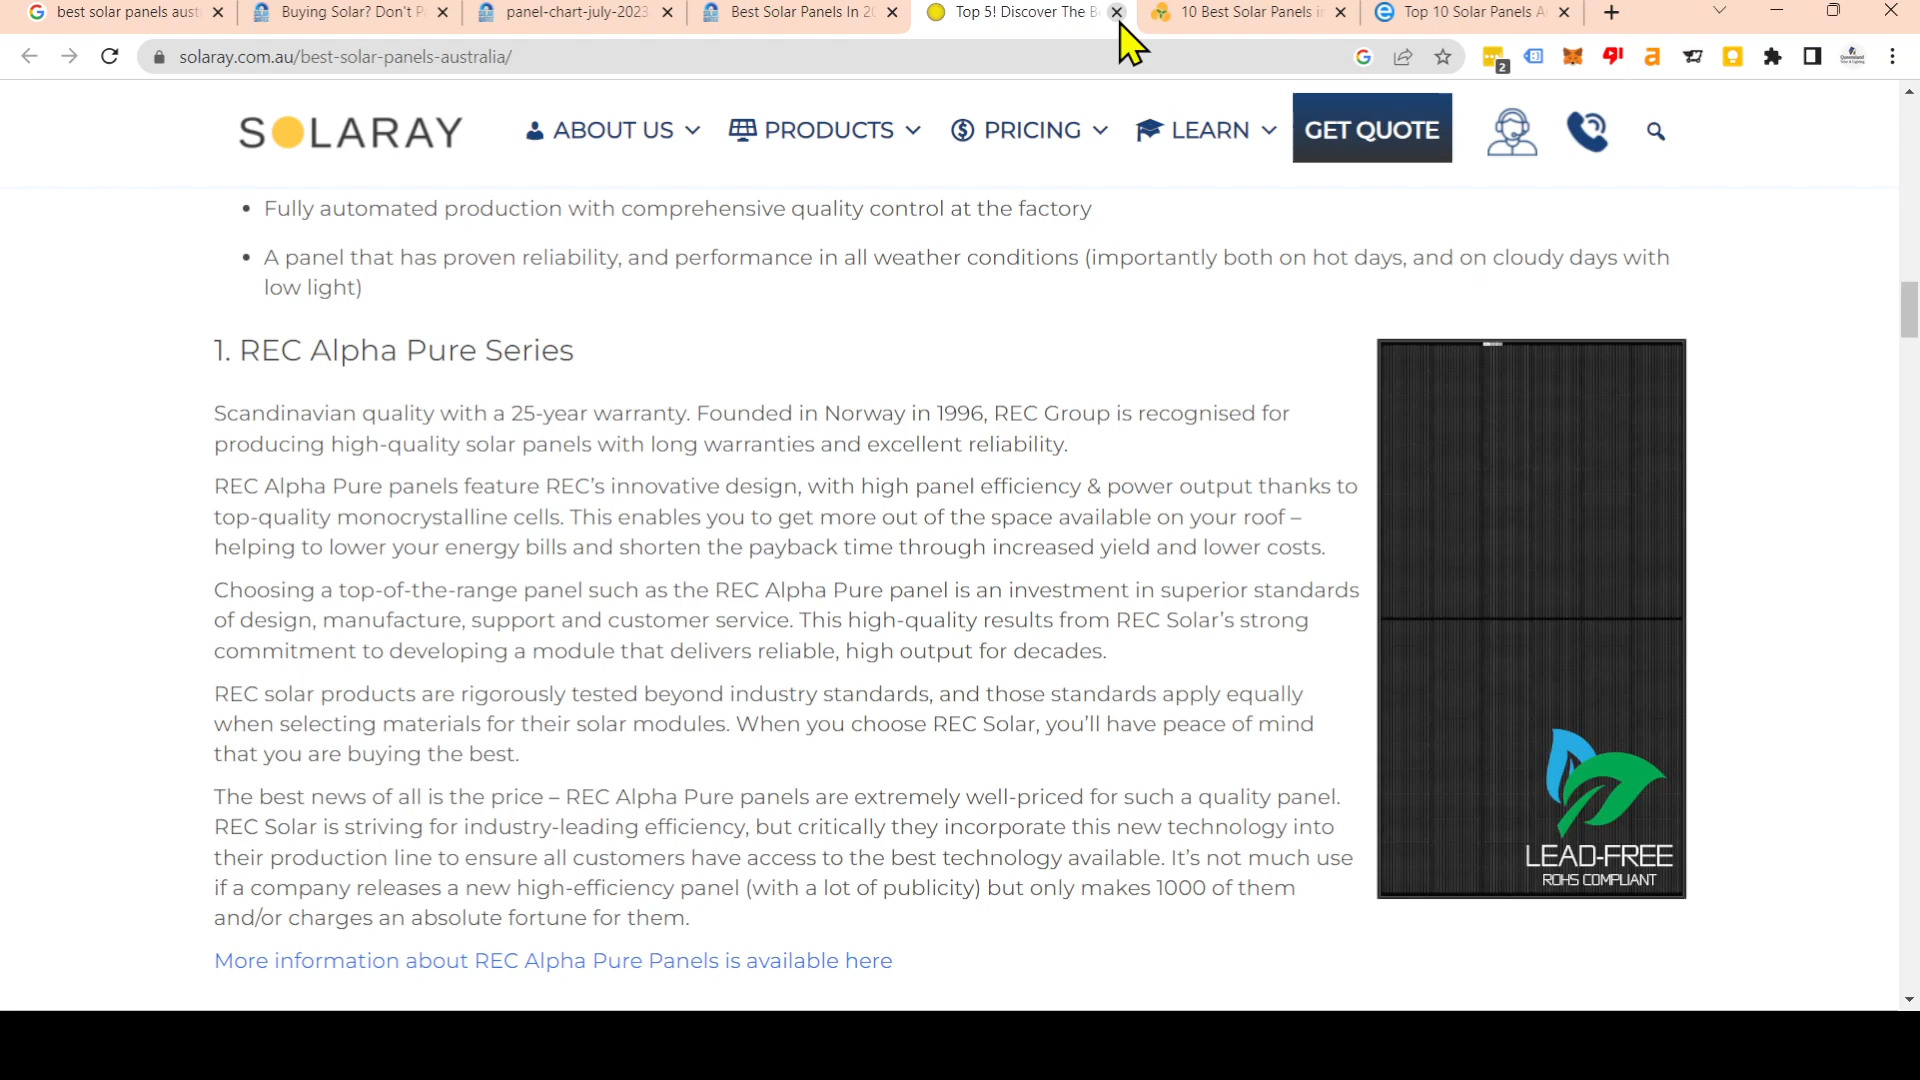 best solar panels aust
Buying Solar? Don't P
panel-chart-july-2023
Best Solar Panels In 20
Top 5! Discover The B
10 Best Solar Panels i
Top 10 Solar Panels A
solaray.com.au/best-solar-panels-australia/
2
SOLARAY
ABOUT US
PRODUCTS
PRICING
LEARN
GET QUOTE
• Fully automated production with comprehensive quality control at the factory
• A panel that has proven reliability, and performance in all weather conditions (importantly both on hot days, and on cloudy days with
low light)
1. REC Alpha Pure Series
Scandinavian quality with a 25-year warranty. Founded in Norway in 1996, REC Group is recognised for
producing high-quality solar panels with long warranties and excellent reliability.
REC Alpha Pure panels feature REC's innovative design, with high panel efficiency & power output thanks to
top-quality monocrystalline cells. This enables you to get more out of the space available on your roof –
helping to lower your energy bills and shorten the payback time through increased yield and lower costs.
Choosing a top-of-the-range panel such as the REC Alpha Pure panel is an investment in superior standards
of design, manufacture, support and customer service. This high-quality results from REC Solar's strong
commitment to developing a module that delivers reliable, high output for decades.
REC solar products are rigorously tested beyond industry standards, and those standards apply equally
when selecting materials for their solar modules. When you choose REC Solar, you'll have peace of mind
that you are buying the best.
The best news of all is the price – REC Alpha Pure panels are extremely well-priced for such a quality panel.
REC Solar is striving for industry-leading efficiency, but critically they incorporate this new technology into
their production line to ensure all customers have access to the best technology available. It's not much use
if a company releases a new high-efficiency panel (with a lot of publicity) but only makes 1000 of them
and/or charges an absolute fortune for them.
More information about REC Alpha Pure Panels is available here
LEAD-FREE
ROHS COMPLIANT